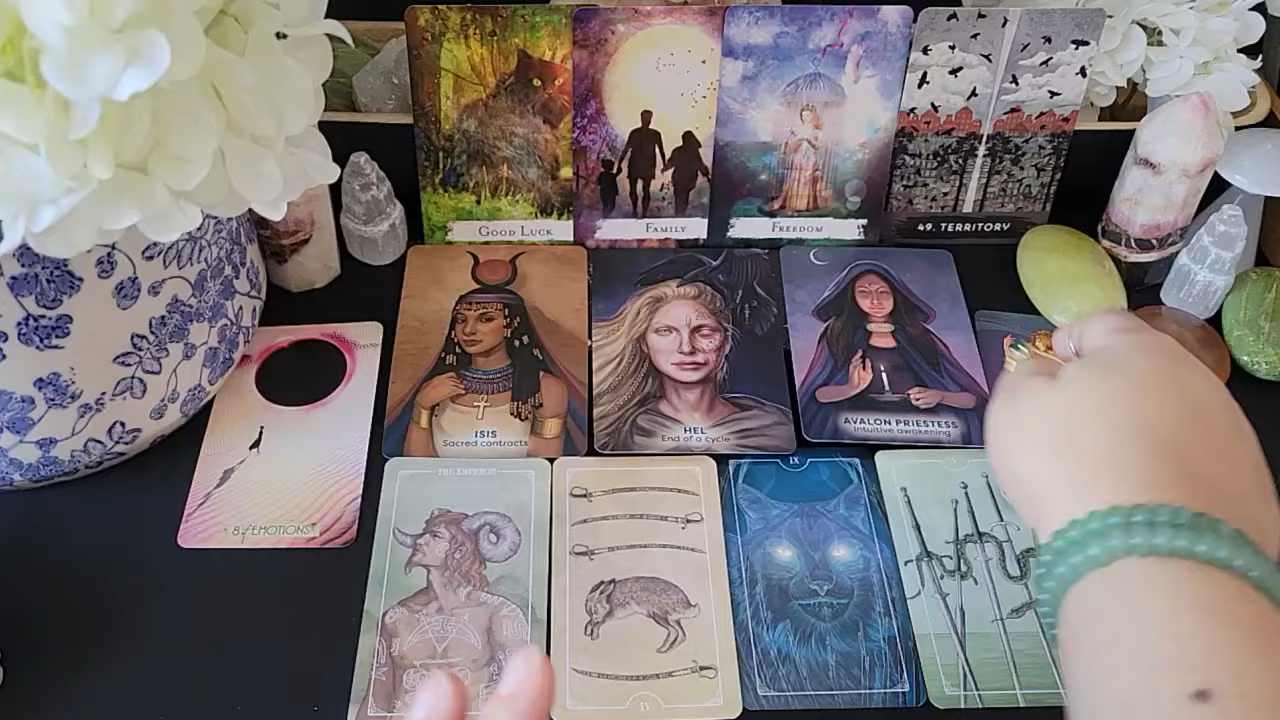 GOOD LUCK
FAMILY
FREEDOM
49. TERRITORY
ISIS
Sacred contracts
HEL
End of a cycle
AVALON PRIESTESS
Intuitive awakening
8 of EMOTIONS
THE EMPEROR
IX
IV